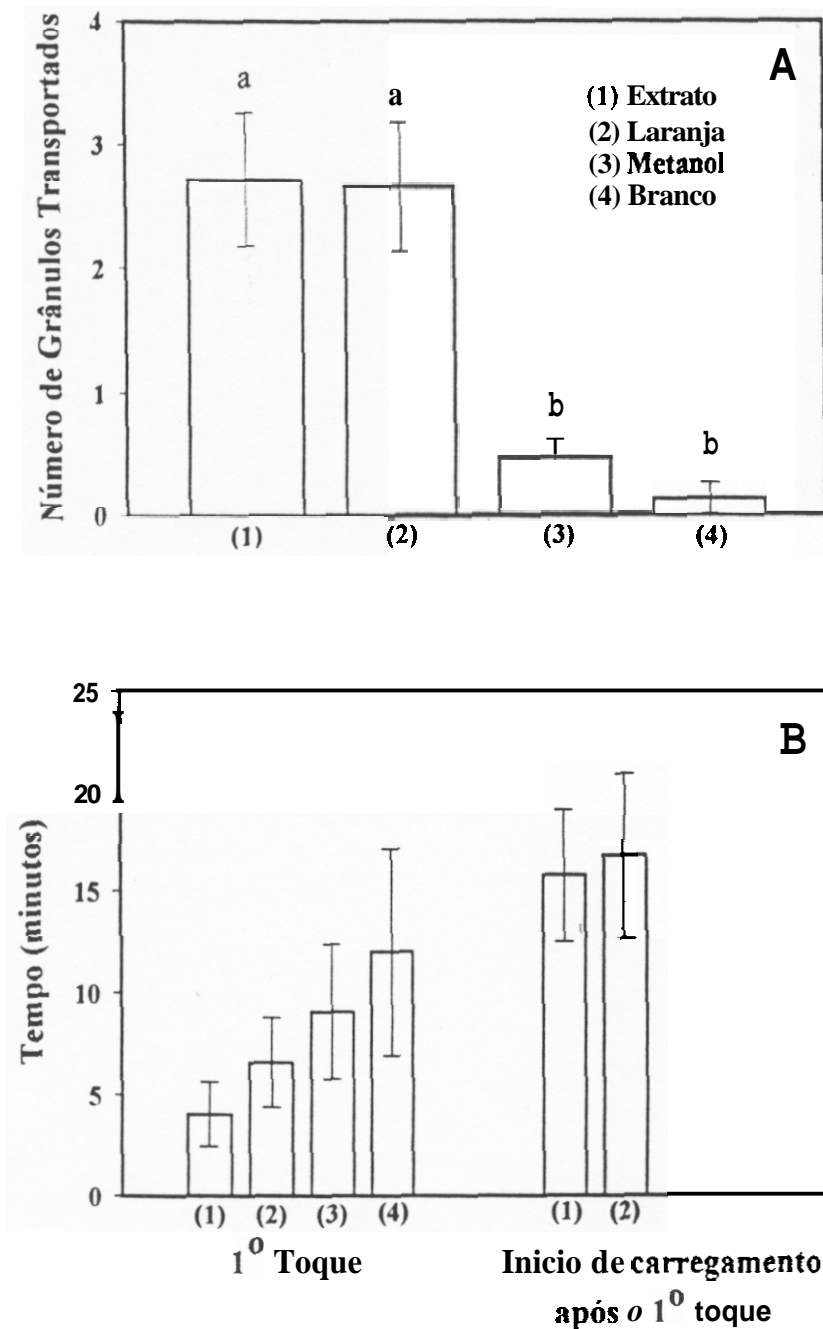 A
Número de Grânulos Transportados
4
3
2
1
0
a
a
b
b
(1) Extrato
(2) Laranja
(3) Metanol
(4) Branco
(1)
(2)
(3)
(4)
B
Tempo (minutos)
25
20
15
10
5
0
(1)
(2)
(3)
(4)
(1)
(2)
1º Toque
Inicio de carregamento
após o 1º toque